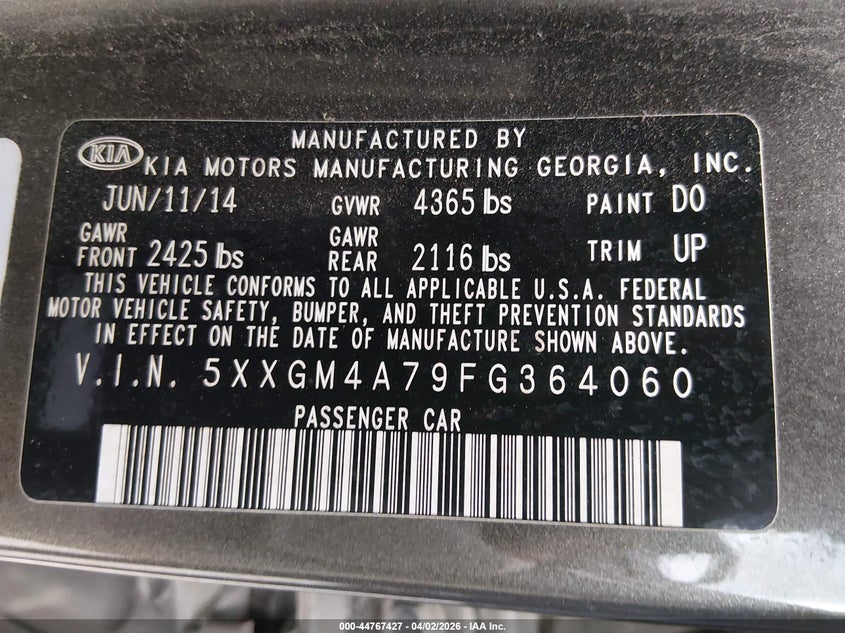 MANUFACTURED BY
KIA KIA MOTORS MANUFACTURING GEORGIA, INC.
JUN/11/14 GVWR 4365 lbs PAINT DO
GAWR FRONT 2425 lbs GAWR REAR 2116 lbs TRIM UP
THIS VEHICLE CONFORMS TO ALL APPLICABLE U.S.A. FEDERAL
MOTOR VEHICLE SAFETY, BUMPER, AND THEFT PREVENTION STANDARDS
IN EFFECT ON THE DATE OF MANUFACTURE SHOWN ABOVE.
V.I.N. 5XXGM4A79FG364060
PASSENGER CAR
000-44767427 - 04/02/2026 - IAA Inc.